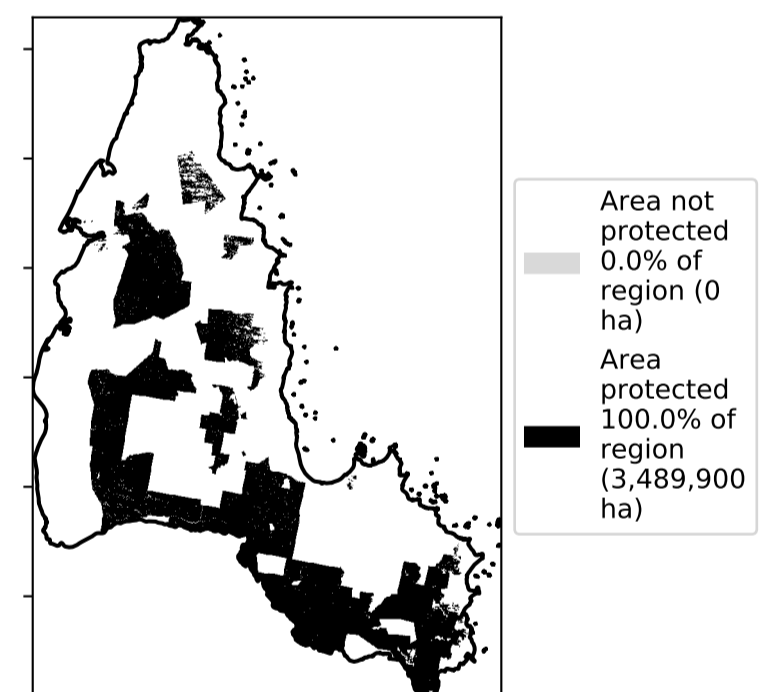 Area not
protected
0.0% of
region (0
ha)
Area
protected
100.0% of
region
(3,489,900
ha)